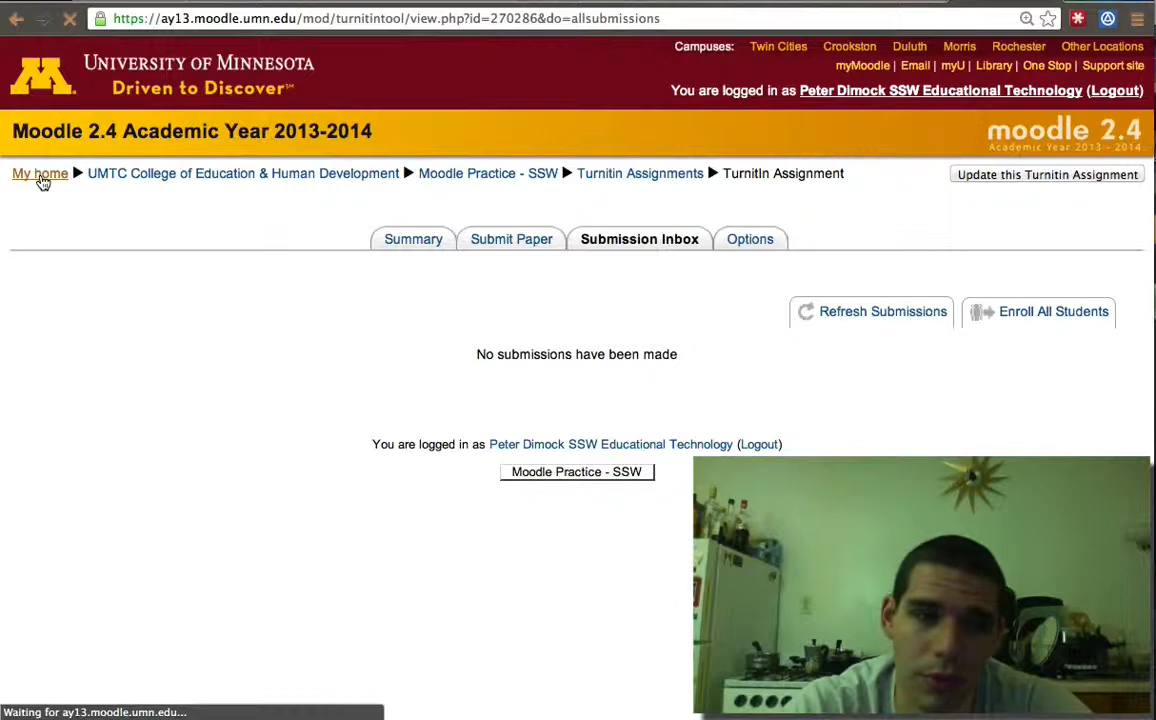 https://ay13.moodle.umn.edu/mod/turnitintool/view.php?id=270286&do=allsubmissions
Campuses: Twin Cities Crookston Duluth Morris Rochester Other Locations
UNIVERSITY OF MINNESOTA
Driven to Discover℠
myMoodle | Email | myU | Library | One Stop | Support site
You are logged in as Peter Dimock SSW Educational Technology (Logout)
Moodle 2.4 Academic Year 2013-2014
moodle 2.4
Academic Year 2013 - 2014
My home ▶ UMTC College of Education & Human Development ▶ Moodle Practice - SSW ▶ Turnitin Assignments ▶ TurnitIn Assignment
Update this Turnitin Assignment
Summary Submit Paper Submission Inbox Options
Refresh Submissions Enroll All Students
No submissions have been made
You are logged in as Peter Dimock SSW Educational Technology (Logout)
Moodle Practice - SSW
Waiting for ay13.moodle.umn.edu...